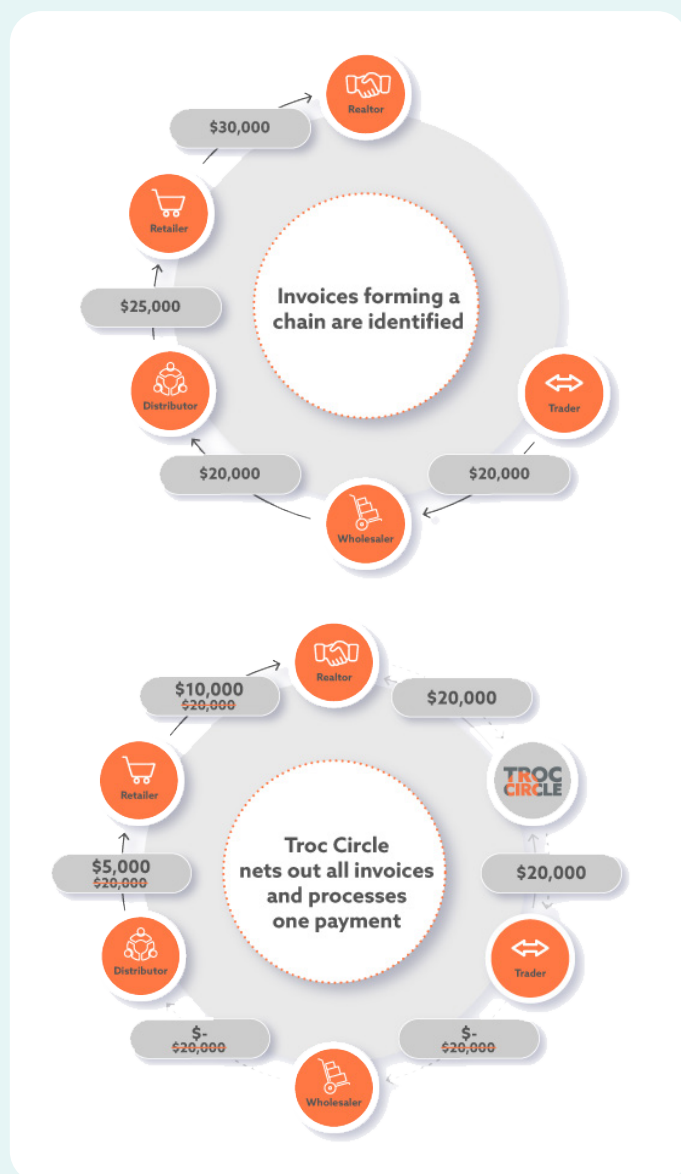 Realtor
$30,000
Retailer
Invoices forming a
chain are identified
$25,000
Distributor
Trader
$20,000
$20,000
Wholesaler
Realtor
$10,000
$20,000
$20,000
Retailer
TROC
CIRCLE
Troc Circle
nets out all invoices
and processes
one payment
$5,000
$20,000
$20,000
Distributor
Trader
$-
$20,000
$-
$20,000
Wholesaler